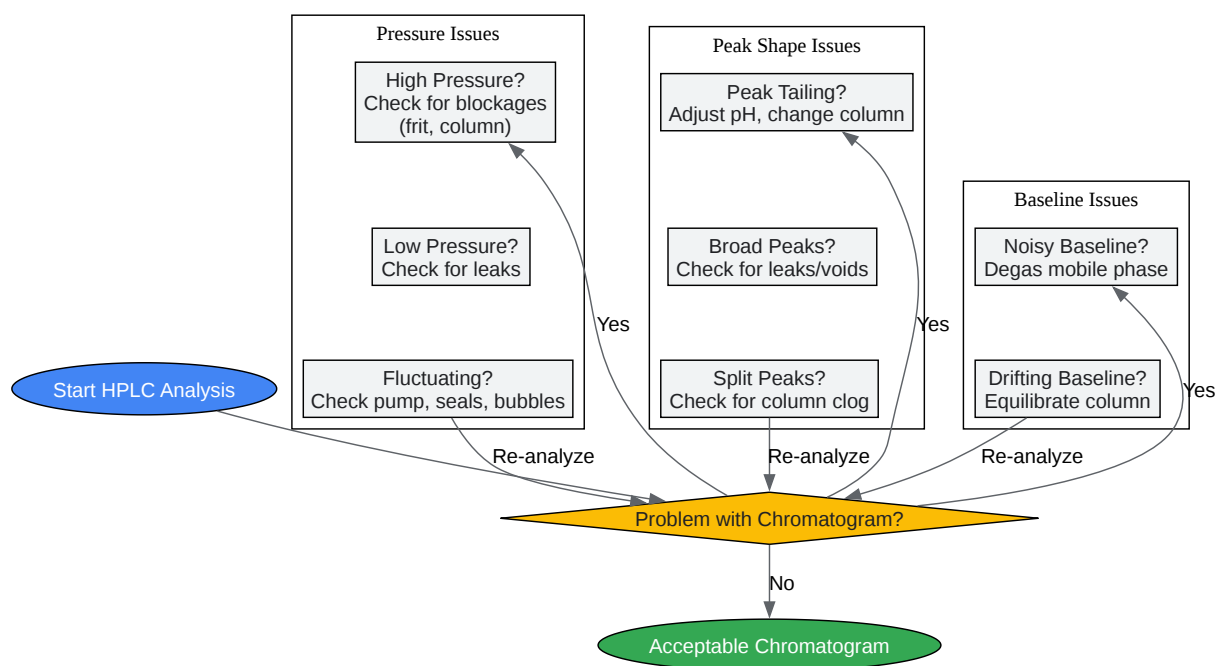 Pressure Issues
High Pressure?
Check for blockages
(frit, column)
Low Pressure?
Check for leaks
Fluctuating?
Check pump, seals, bubbles
Peak Shape Issues
Peak Tailing?
Adjust pH, change column
Broad Peaks?
Check for leaks/voids
Split Peaks?
Check for column clog
Baseline Issues
Noisy Baseline?
Degas mobile phase
Drifting Baseline?
Equilibrate column
Start HPLC Analysis
Yes
Yes
Yes
Re-analyze
Re-analyze
Re-analyze
Problem with Chromatogram?
No
Acceptable Chromatogram